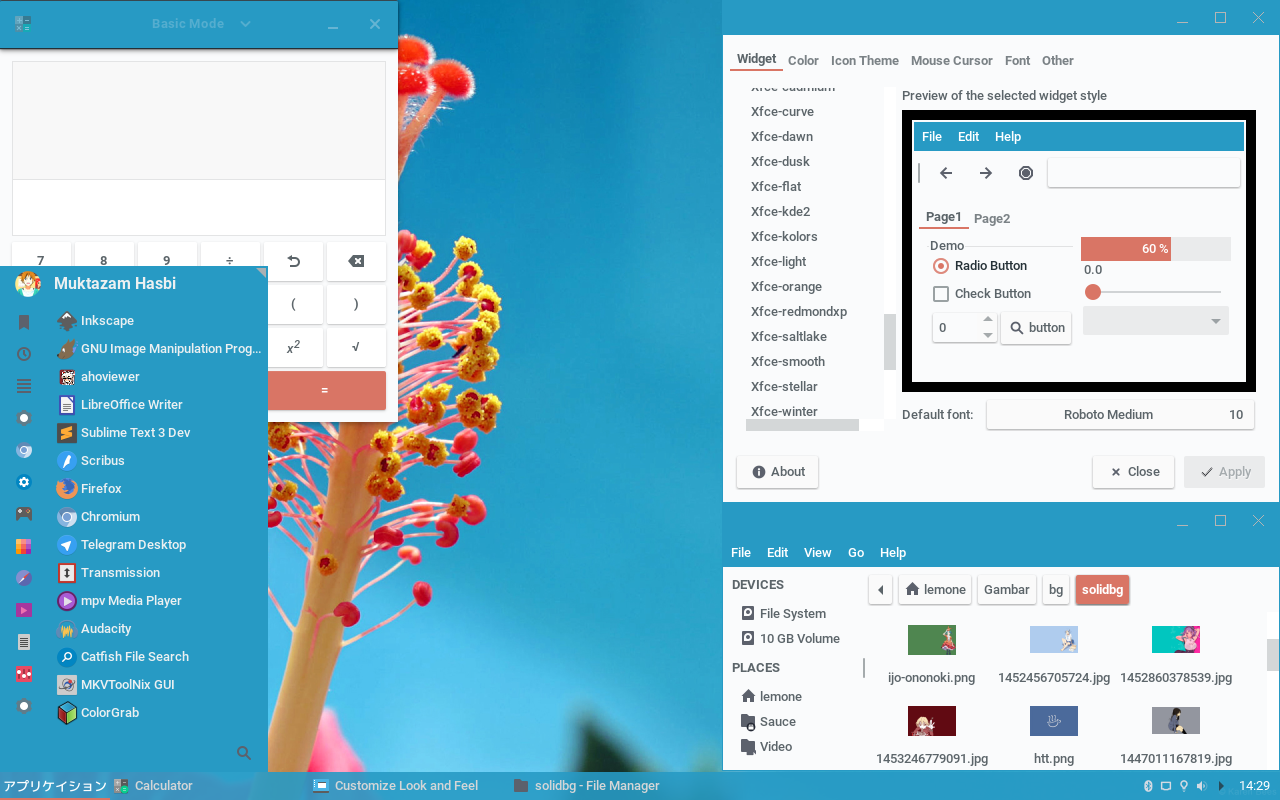 Basic Mode
7 8 9 ÷
( )
x² √
=
Muktazam Hasbi
Inkscape
GNU Image Manipulation Prog...
ahoviewer
LibreOffice Writer
Sublime Text 3 Dev
Scribus
Firefox
Chromium
Telegram Desktop
Transmission
mpv Media Player
Audacity
Catfish File Search
MKVToolNix GUI
ColorGrab
Widget Color Icon Theme Mouse Cursor Font Other
Xfce-cadmium
Xfce-curve
Xfce-dawn
Xfce-dusk
Xfce-flat
Xfce-kde2
Xfce-kolors
Xfce-light
Xfce-orange
Xfce-redmondxp
Xfce-saltlake
Xfce-smooth
Xfce-stellar
Xfce-winter
Preview of the selected widget style
File Edit Help
Page1 Page2
Demo
Radio Button
Check Button
0 button
60 %
0.0
Default font: Roboto Medium 10
About Close Apply
File Edit View Go Help
DEVICES
File System
10 GB Volume
PLACES
lemone
Sauce
Video
lemone Gambar bg solidbg
ijo-ononoki.png 1452456705724.jpg 1452860378539.jpg
1453246779091.jpg htt.png 1447011167819.jpg
アプリケーション Calculator Customize Look and Feel solidbg - File Manager 14:29